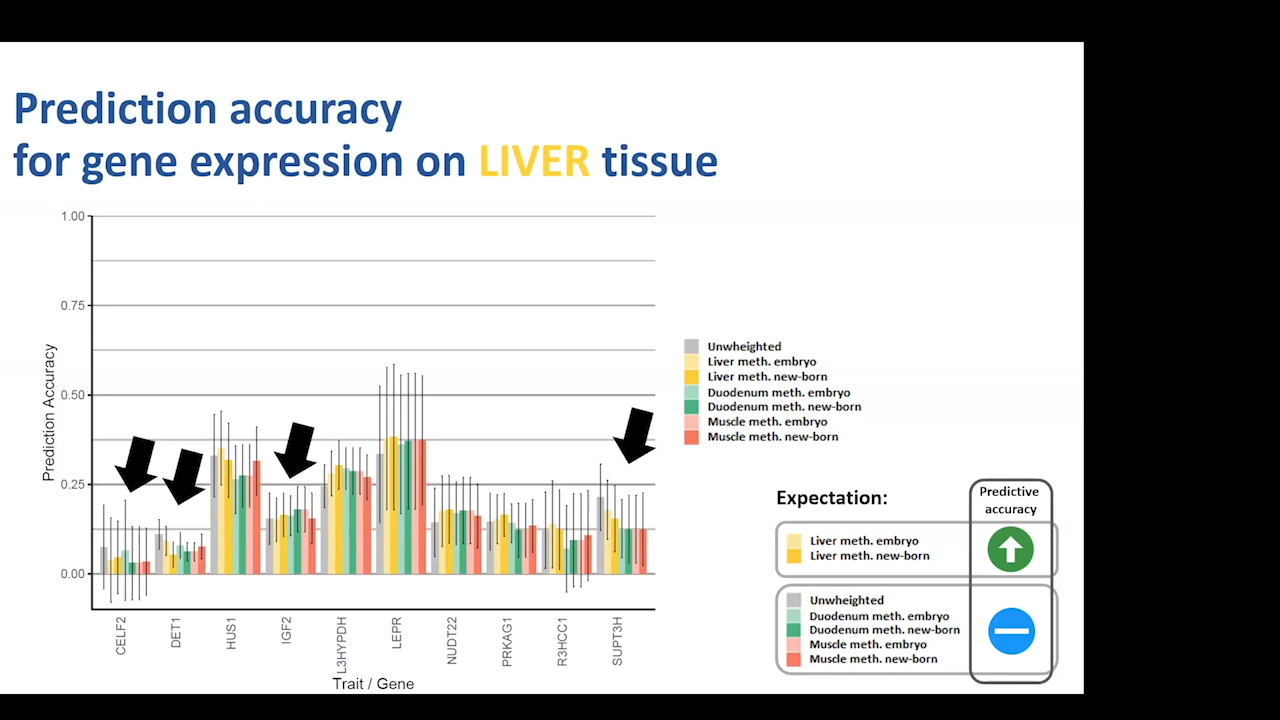 Prediction accuracy
for gene expression on LIVER tissue
1.00
0.75
0.50
0.25
0.00
Prediction Accuracy
CELF2
DET1
HUS1
IGF2
L3HYPDH
LEPR
NUDT22
PRKAG1
R3HCC1
SUPT3H
Trait / Gene
Unwheighted
Liver meth. embryo
Liver meth. new-born
Duodenum meth. embryo
Duodenum meth. new-born
Muscle meth. embryo
Muscle meth. new-born
Expectation:
Predictive
accuracy
Liver meth. embryo
Liver meth. new-born
Unwheighted
Duodenum meth. embryo
Duodenum meth. new-born
Muscle meth. embryo
Muscle meth. new-born